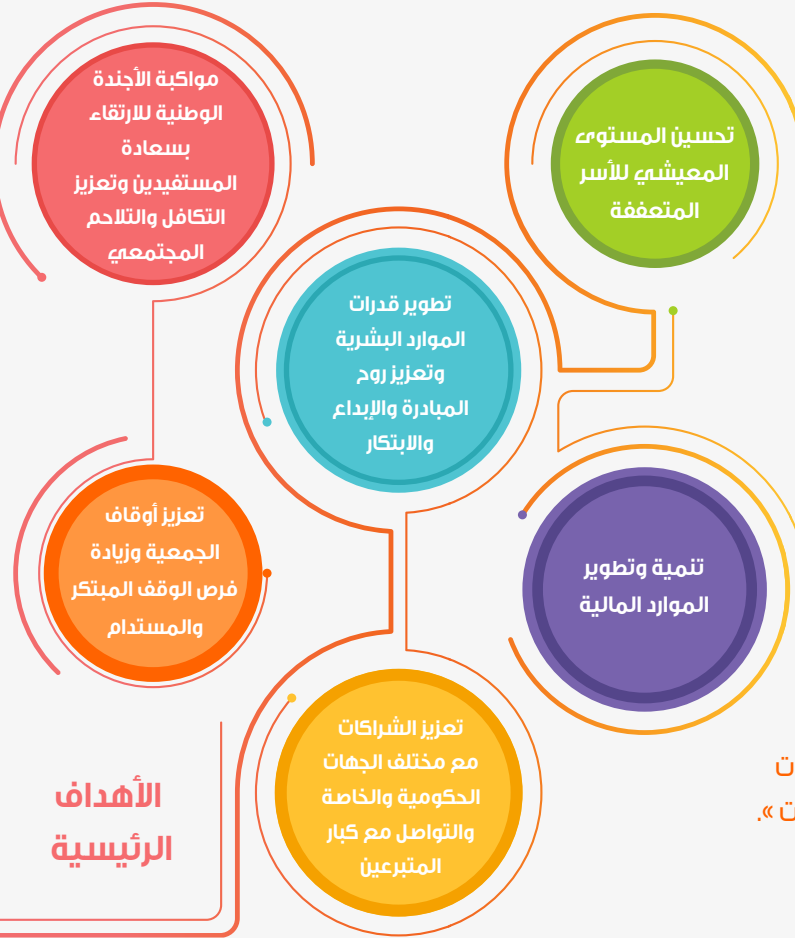 تحسين المستوى
المعيشي للأسر
المتعففة
مواكبة الأجندة
الوطنية للارتقاء
بسعادة
المستفيدين وتعزيز
التكافل والتلاحم
المجتمعي
تطوير قدرات
الموارد البشرية
وتعزيز روح
المبادرة والإبداع
والابتكار
تنمية وتطوير
الموارد المالية
تعزيز أوقاف
الجمعية وزيادة
فرص الوقف المبتكر
والمستدام
تعزيز الشراكات
مع مختلف الجهات
الحكومية والخاصة
والتواصل مع كبار
المتبرعين
الأهداف
الرئيسية